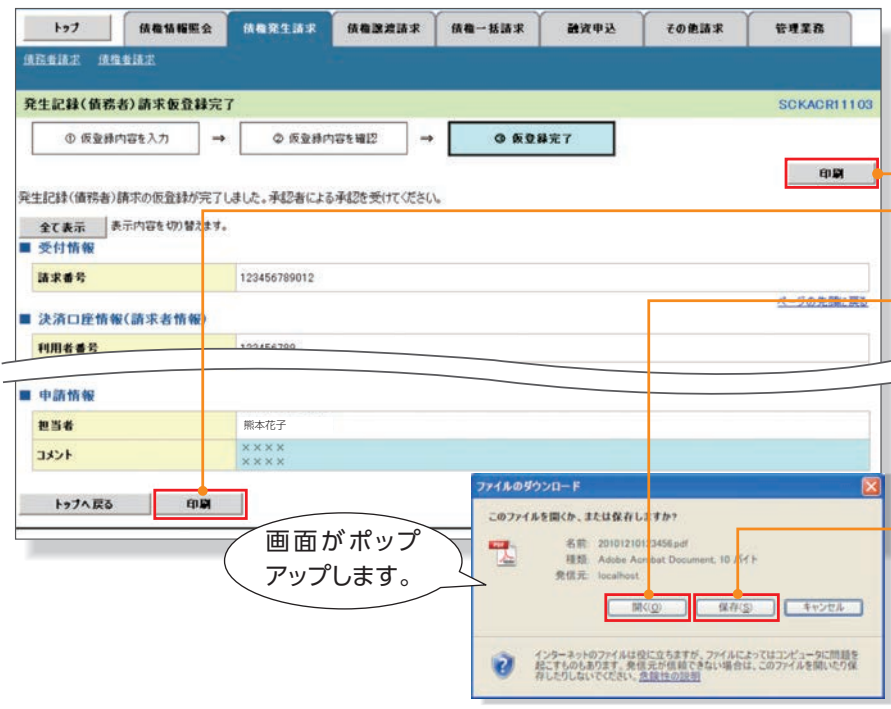 トップ 債権情報照会 債権発生請求 債権譲渡請求 債権一括請求 融資申込 その他請求 管理業務
債務者請求 債権者請求
発生記録(債務者)請求仮登録完了 SCKACR11103
① 仮登録内容を入力 ➡ ② 仮登録内容を確認 ➡ ③ 仮登録完了
印刷
発生記録(債務者)請求の仮登録が完了しました。承認者による承認を受けてください。
全て表示 表示内容を切り替えます。
■ 受付情報
請求番号 123456789012
ページの先頭に戻る
■ 決済口座情報(請求者情報)
利用者番号 123456789
■ 申請情報
担当者 熊本花子
コメント ××××
××××
トップへ戻る 印刷
画面がポップ
アップします。
ファイルのダウンロード
このファイルを開くか、または保存しますか?
名前: 20101210123456.pdf
種類: Adobe Acrobat Document, 10 バイト
発信元: localhost
開く(O) 保存(S) キャンセル
インターネットのファイルは役に立ちますが、ファイルによってはコンピュータに問題を
起こすものもあります。発信元が信頼できない場合は、このファイルを開いたり保
存したりしないでください。危険性の説明